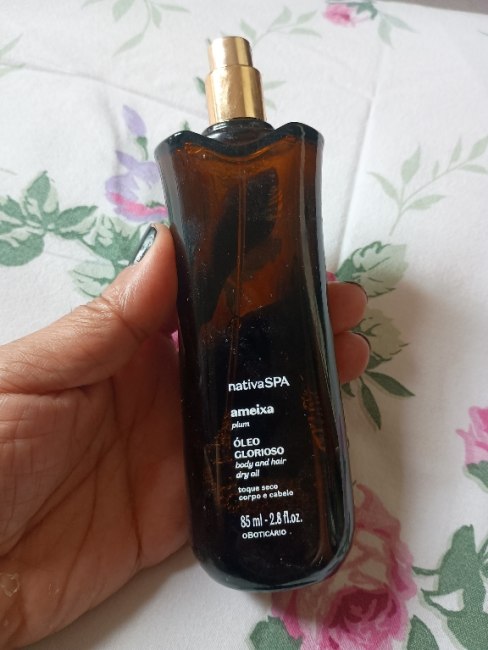 nativaSPA
ameixa
plum
ÓLEO
GLORIOSO
body and hair
dry oil
toque seco
corpo e cabelo
85 ml - 2.8 fl.oz.
oBOTICÁRIO